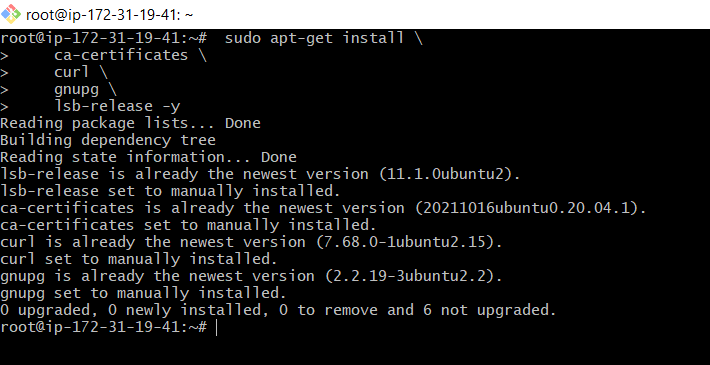 root@ip-172-31-19-41: ~
root@ip-172-31-19-41:~#  sudo apt-get install \
>     ca-certificates \
>     curl \
>     gnupg \
>     lsb-release -y
Reading package lists... Done
Building dependency tree
Reading state information... Done
lsb-release is already the newest version (11.1.0ubuntu2).
lsb-release set to manually installed.
ca-certificates is already the newest version (20211016ubuntu0.20.04.1).
ca-certificates set to manually installed.
curl is already the newest version (7.68.0-1ubuntu2.15).
curl set to manually installed.
gnupg is already the newest version (2.2.19-3ubuntu2.2).
gnupg set to manually installed.
0 upgraded, 0 newly installed, 0 to remove and 6 not upgraded.
root@ip-172-31-19-41:~#